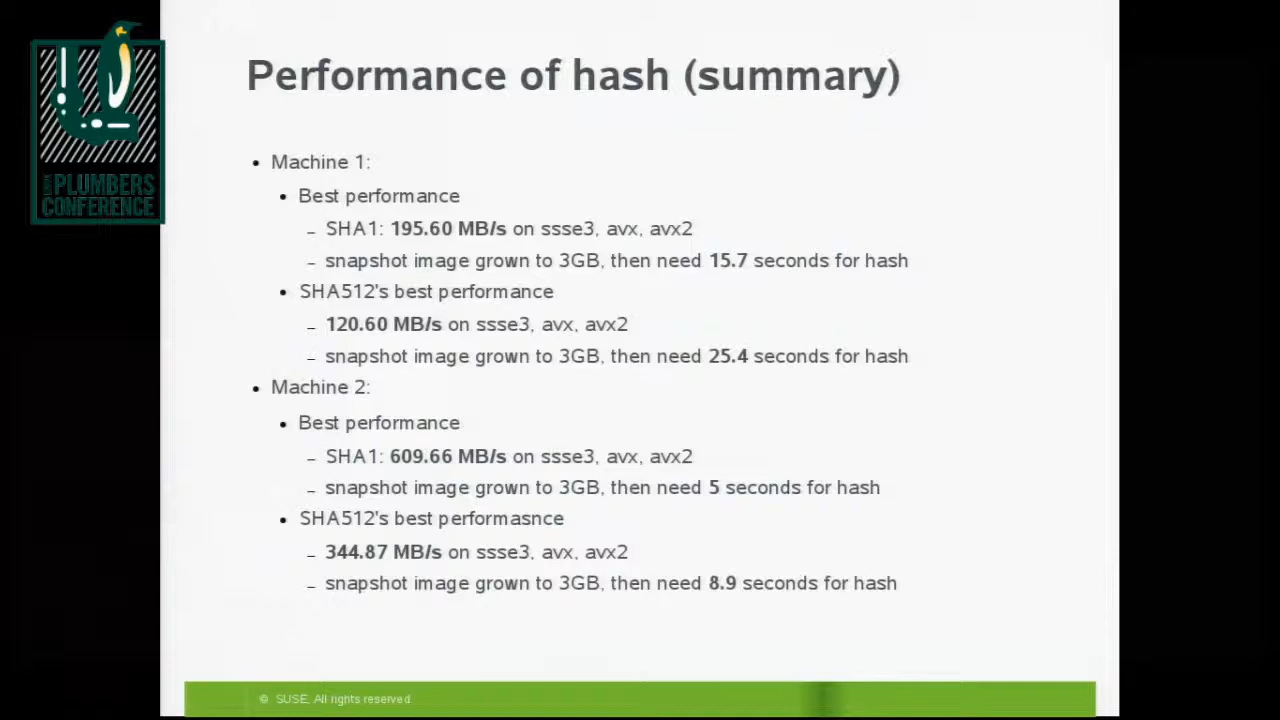 Performance of hash (summary)
• Machine 1:
• Best performance
– SHA1: 195.60 MB/s on ssse3, avx, avx2
– snapshot image grown to 3GB, then need 15.7 seconds for hash
• SHA512's best performance
– 120.60 MB/s on ssse3, avx, avx2
– snapshot image grown to 3GB, then need 25.4 seconds for hash
• Machine 2:
• Best performance
– SHA1: 609.66 MB/s on ssse3, avx, avx2
– snapshot image grown to 3GB, then need 5 seconds for hash
• SHA512's best performasnce
– 344.87 MB/s on ssse3, avx, avx2
– snapshot image grown to 3GB, then need 8.9 seconds for hash
PLUMBERS
CONFERENCE
© SUSE, All rights reserved